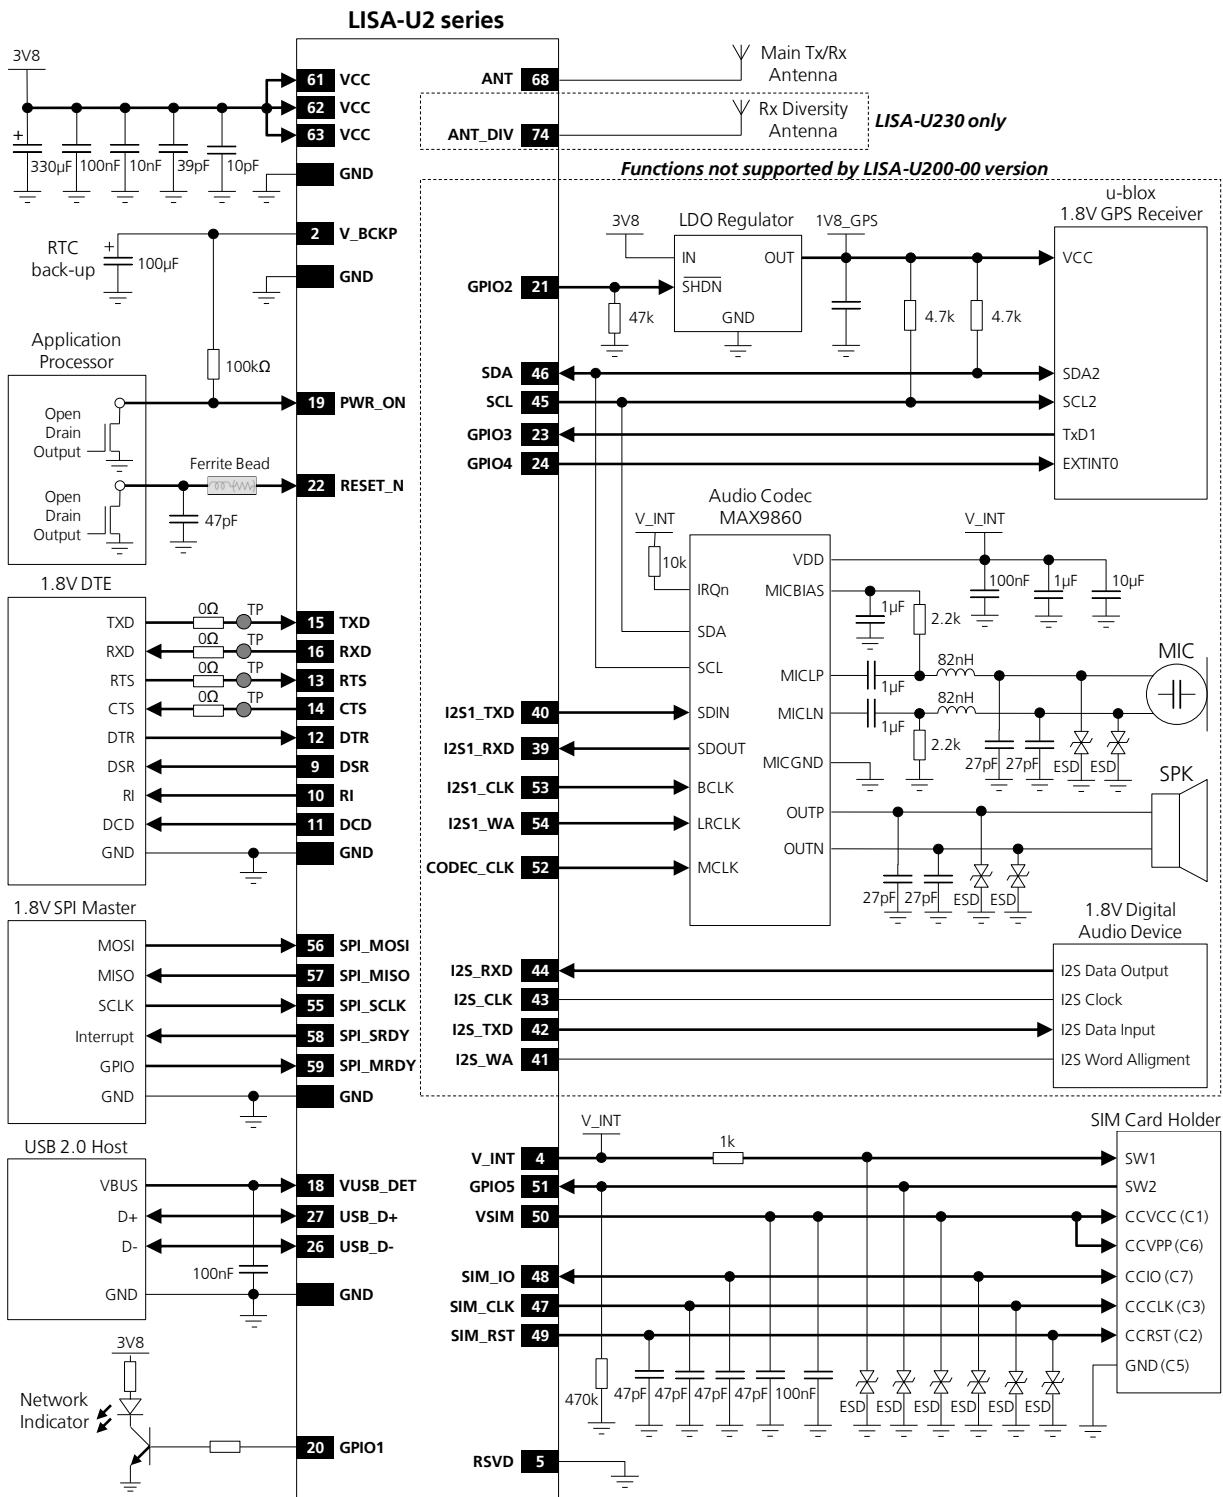 LISA-U2 series
3V8
330µF
100nF
10nF
39pF
10pF
61 VCC
62 VCC
63 VCC
GND
ANT 68
Main Tx/Rx
Antenna
ANT_DIV 74
Rx Diversity
Antenna
LISA-U230 only
Functions not supported by LISA-U200-00 version
RTC
back-up
+
100µF
2 V_BCKP
GND
Application
Processor
100kΩ
Open
Drain
Output
19 PWR_ON
Open
Drain
Output
Ferrite Bead
47pF
22 RESET_N
1.8V DTE
TXD 0Ω TP 15 TXD
RXD 0Ω TP 16 RXD
RTS 0Ω TP 13 RTS
CTS 0Ω TP 14 CTS
DTR 12 DTR
DSR 9 DSR
RI 10 RI
DCD 11 DCD
GND GND
1.8V SPI Master
MOSI 56 SPI_MOSI
MISO 57 SPI_MISO
SCLK 55 SPI_SCLK
Interrupt 58 SPI_SRDY
GPIO 59 SPI_MRDY
GND GND
USB 2.0 Host
VBUS 18 VUSB_DET
D+ 27 USB_D+
D- 26 USB_D-
100nF
GND GND
3V8
Network
Indicator
20 GPIO1
u-blox
1.8V GPS Receiver
3V8
LDO Regulator
1V8_GPS
IN OUT
SHDN
GND
GPIO2 21
47k
4.7k
4.7k
VCC
SDA 46 SDA2
SCL 45 SCL2
GPIO3 23 TxD1
GPIO4 24 EXTINT0
Audio Codec
MAX9860
V_INT
10k
IRQn
SDA
SCL
SDIN
SDOUT
BCLK
LRCLK
MCLK
VDD
MICBIAS
MICLP
MICLN
MICGND
OUTP
OUTN
V_INT
100nF
1µF
10µF
1µF
2.2k
82nH
1µF
82nH
1µF
2.2k
27pF
27pF
ESD
ESD
MIC
SPK
27pF
27pF
ESD
ESD
I2S1_TXD 40
I2S1_RXD 39
I2S1_CLK 53
I2S1_WA 54
CODEC_CLK 52
1.8V Digital
Audio Device
I2S_RXD 44 I2S Data Output
I2S_CLK 43 I2S Clock
I2S_TXD 42 I2S Data Input
I2S_WA 41 I2S Word Alligment
SIM Card Holder
V_INT
1k
V_INT 4 SW1
GPIO5 51 SW2
VSIM 50 CCVCC (C1)
CCVPP (C6)
SIM_IO 48 CCIO (C7)
SIM_CLK 47 CCCLK (C3)
SIM_RST 49 CCRST (C2)
GND (C5)
470k
47pF
47pF
47pF
47pF
100nF
ESD
ESD
ESD
ESD
ESD
ESD
RSVD 5